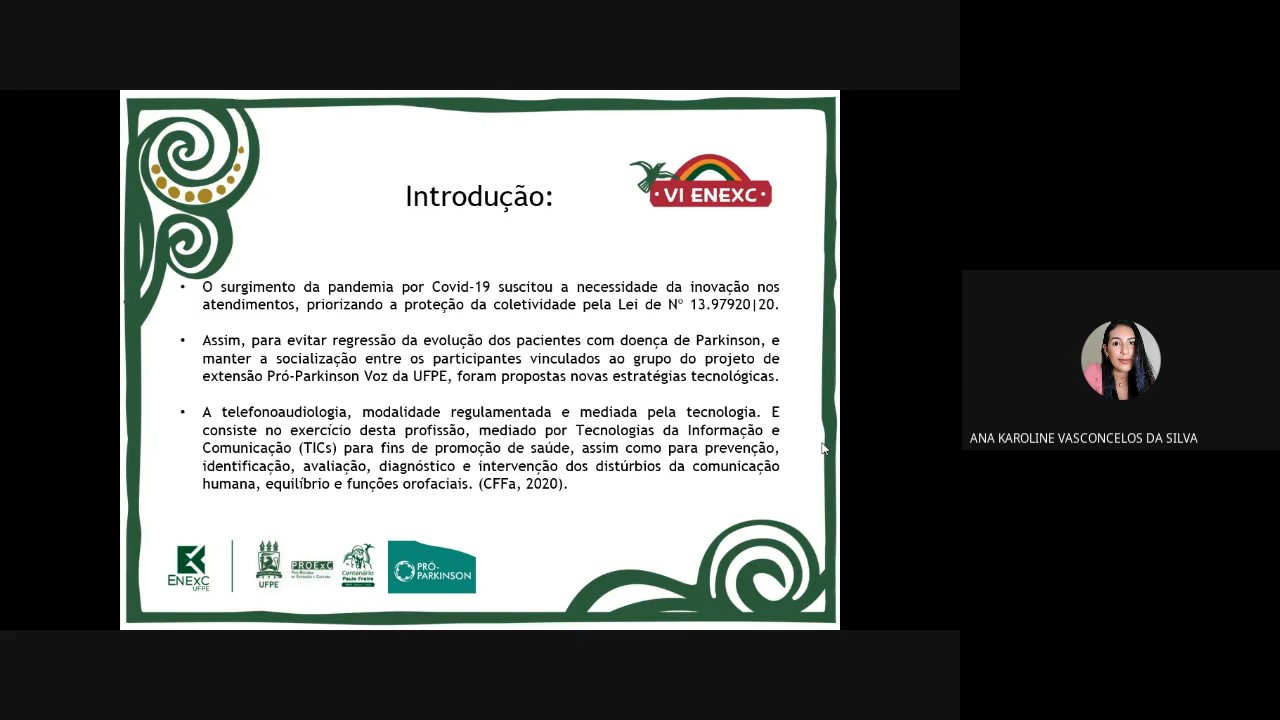 Introdução:
· VI ENEXC ·
• O surgimento da pandemia por Covid-19 suscitou a necessidade da inovação nos
atendimentos, priorizando a proteção da coletividade pela Lei de Nº 13.97920|20.
• Assim, para evitar regressão da evolução dos pacientes com doença de Parkinson, e
manter a socialização entre os participantes vinculados ao grupo do projeto de
extensão Pró-Parkinson Voz da UFPE, foram propostas novas estratégias tecnológicas.
• A telefonoaudiologia, modalidade regulamentada e mediada pela tecnologia. E
consiste no exercício desta profissão, mediado por Tecnologias da Informação e
Comunicação (TICs) para fins de promoção de saúde, assim como para prevenção,
identificação, avaliação, diagnóstico e intervenção dos distúrbios da comunicação
humana, equilíbrio e funções orofaciais. (CFFa, 2020).
ENEXC
UFPE
UFPE
PROExC
Centenário
Paulo Freire
PRÓ-
PARKINSON
ANA KAROLINE VASCONCELOS DA SILVA